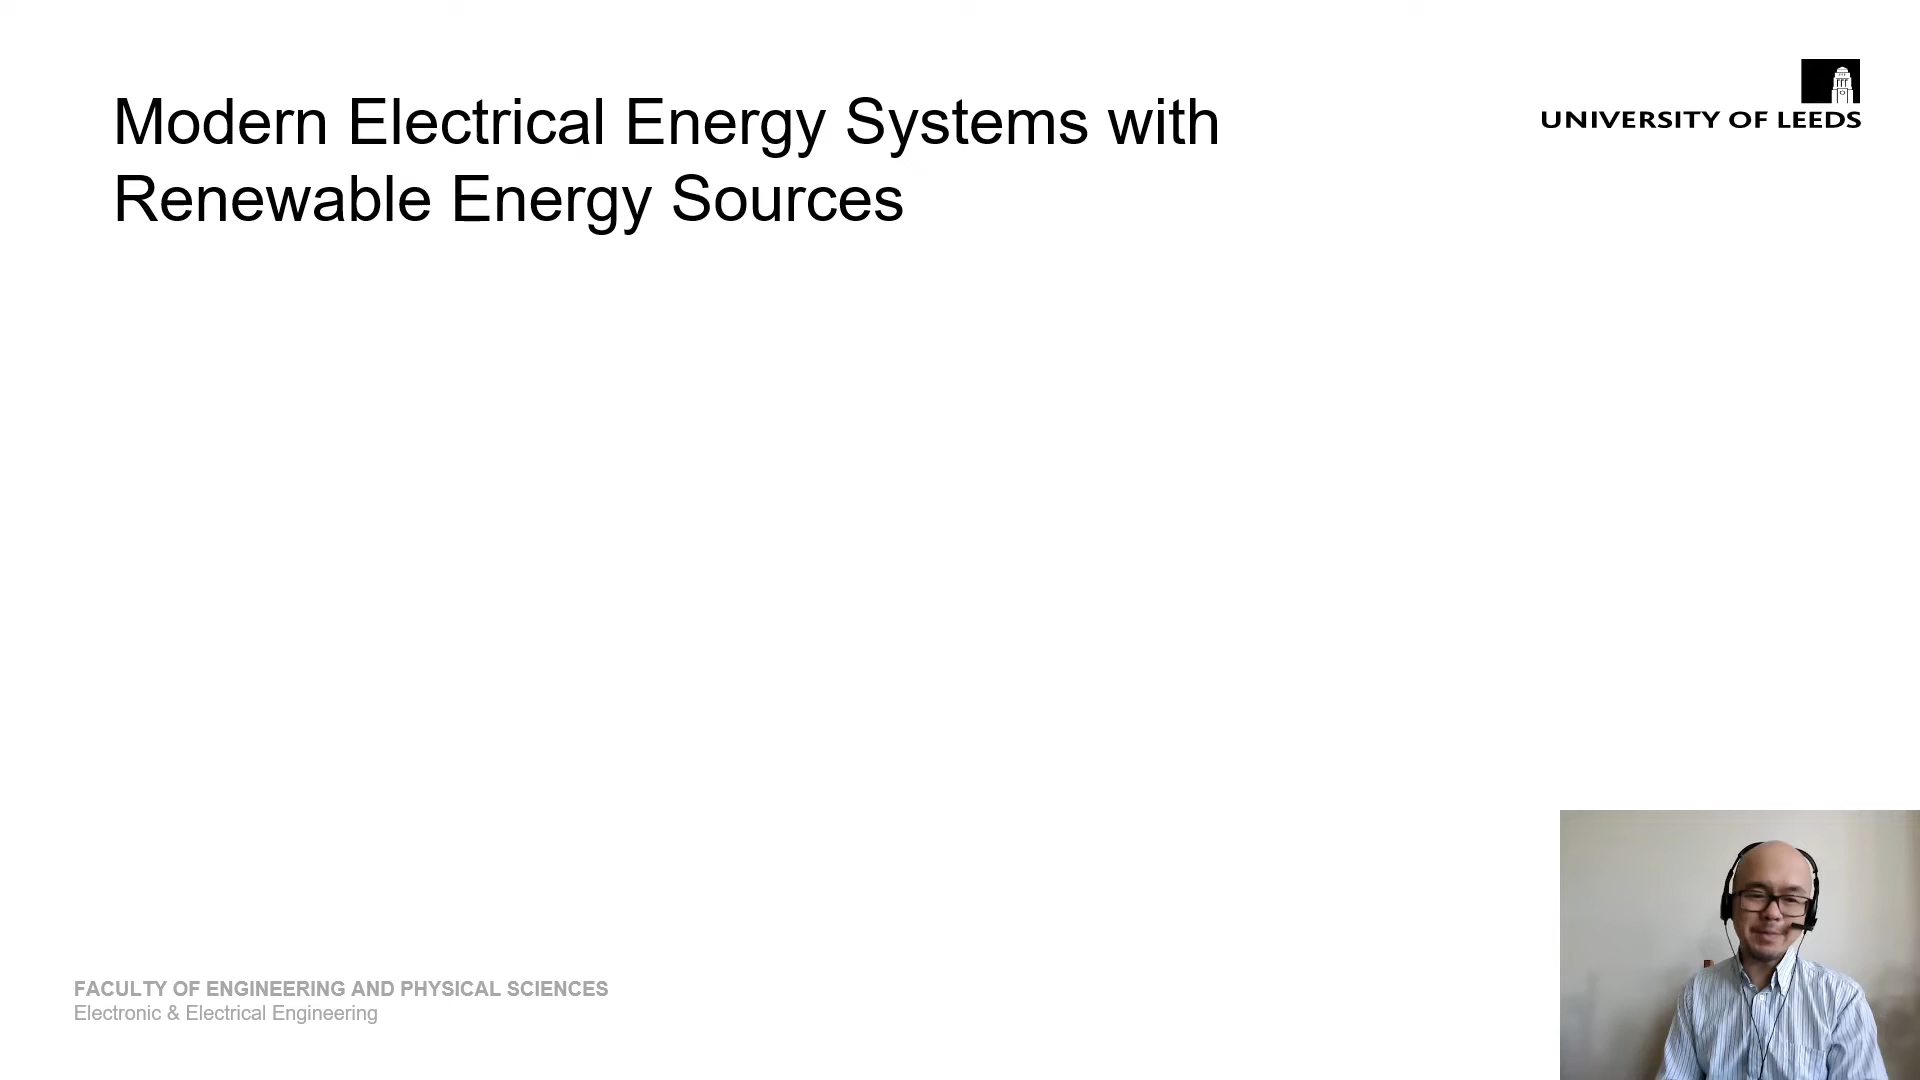 Modern Electrical Energy Systems with
Renewable Energy Sources
UNIVERSITY OF LEEDS
FACULTY OF ENGINEERING AND PHYSICAL SCIENCES
Electronic & Electrical Engineering